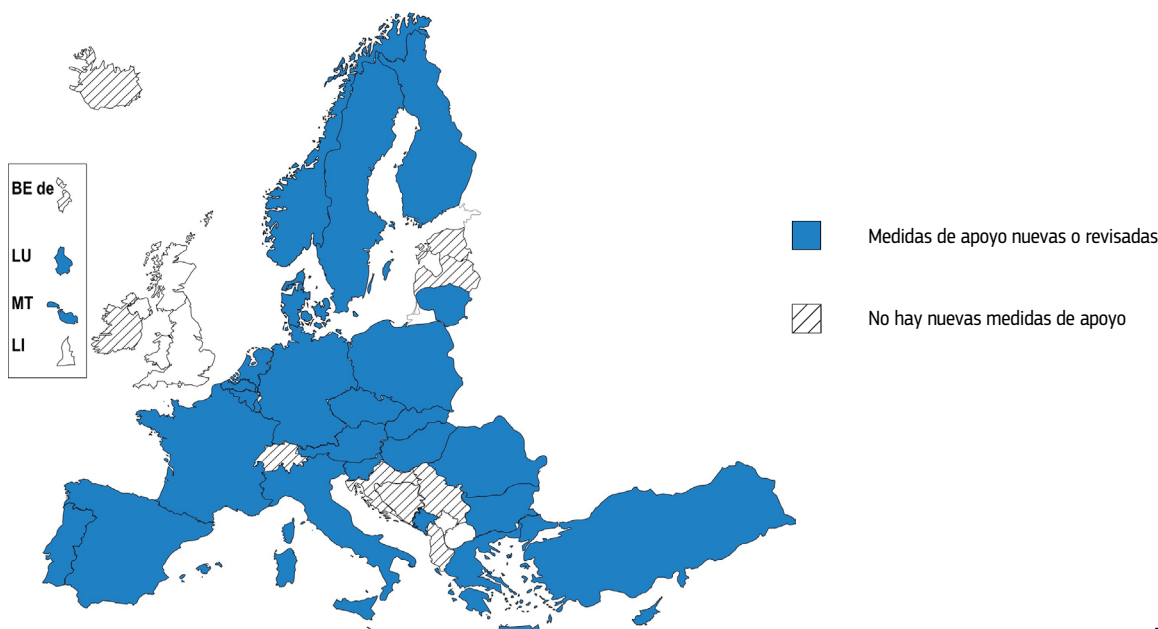 BE de
LU
MT
LI
Medidas de apoyo nuevas o revisadas
No hay nuevas medidas de apoyo